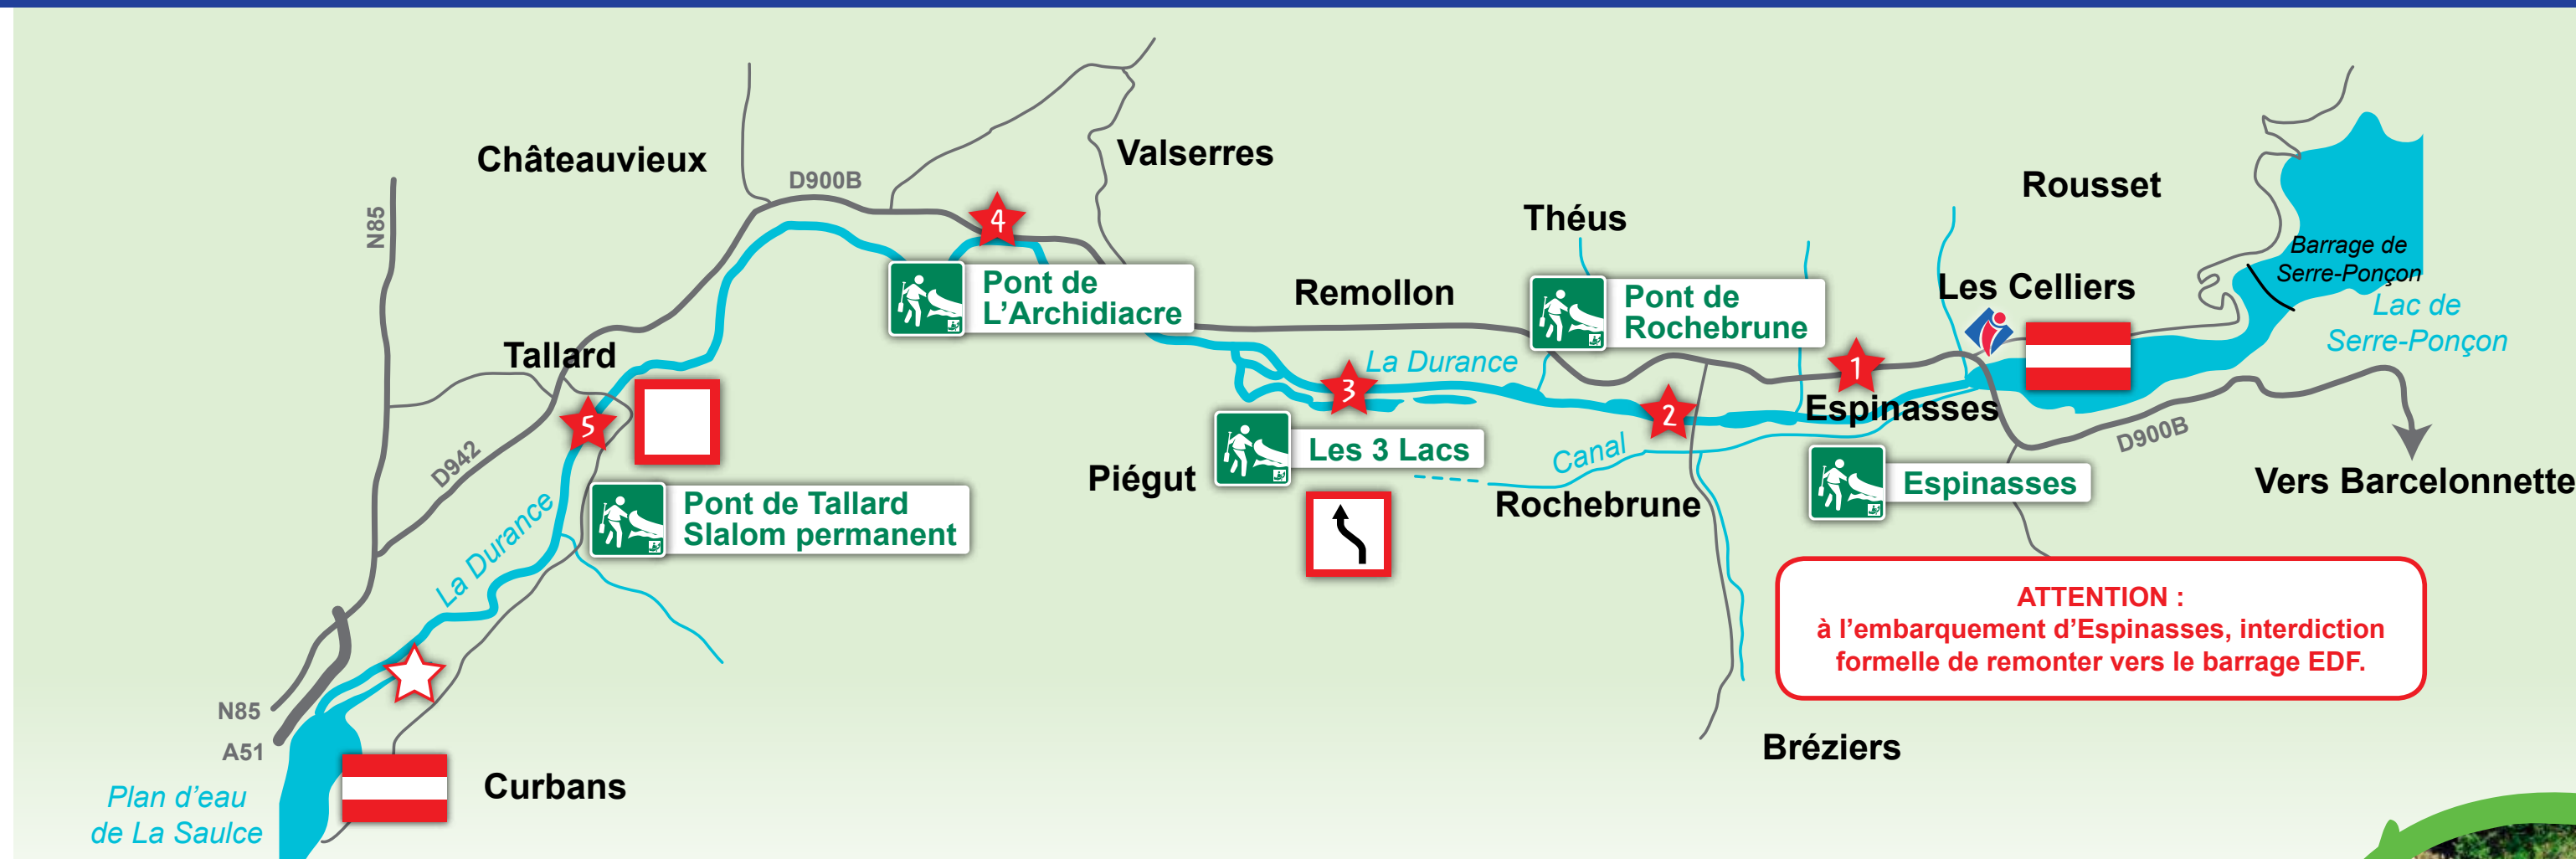 Châteauvieux
D900B
Valserres
N85
4
Pont de
L'Archidiacre
Théus
Remollon
Rousset
Barrage de
Serre-Ponçon
Lac de
Serre-Ponçon
Les Celliers
Pont de
Rochebrune
Tallard
La Durance
1
3
2
5
Espinasses
D942
D900B
Canal
Les 3 Lacs
Piégut
Rochebrune
Espinasses
Vers Barcelonnette
Pont de Tallard
Slalom permanent
La Durance
ATTENTION :
à l'embarquement d'Espinasses, interdiction
formelle de remonter vers le barrage EDF.
N85
A51
Bréziers
Curbans
Plan d'eau
de La Saulce